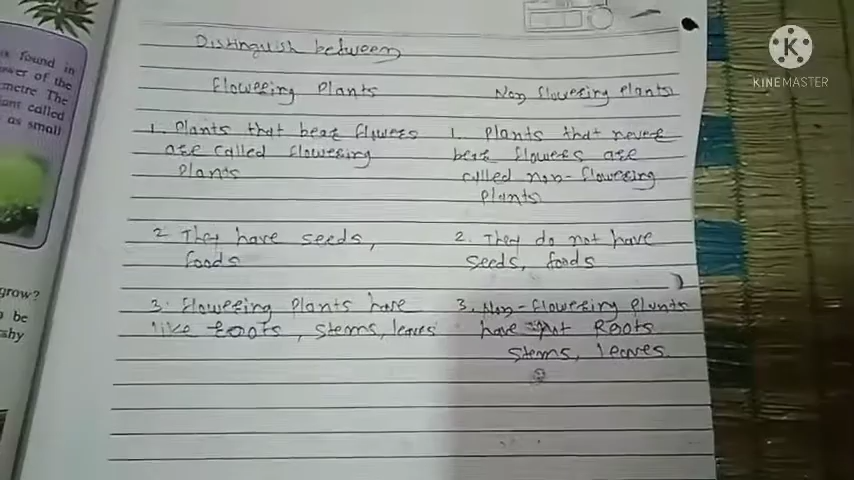 is found in
ower of the
metre The
ant called
as small
grow?
be
shy
KINEMASTER
Distinguish between
flowering plants
Non flowering plants
1. Plants that bear flowers
are called flowering
plants
1. plants that never
bear flowers are
called non-flowering
plants
2 They have seeds,
foods
2. They do not have
seeds, foods
3. flowering plants have
like roots, stems, leaves
3. Non-flowering plants
have not Roots
stems, leaves